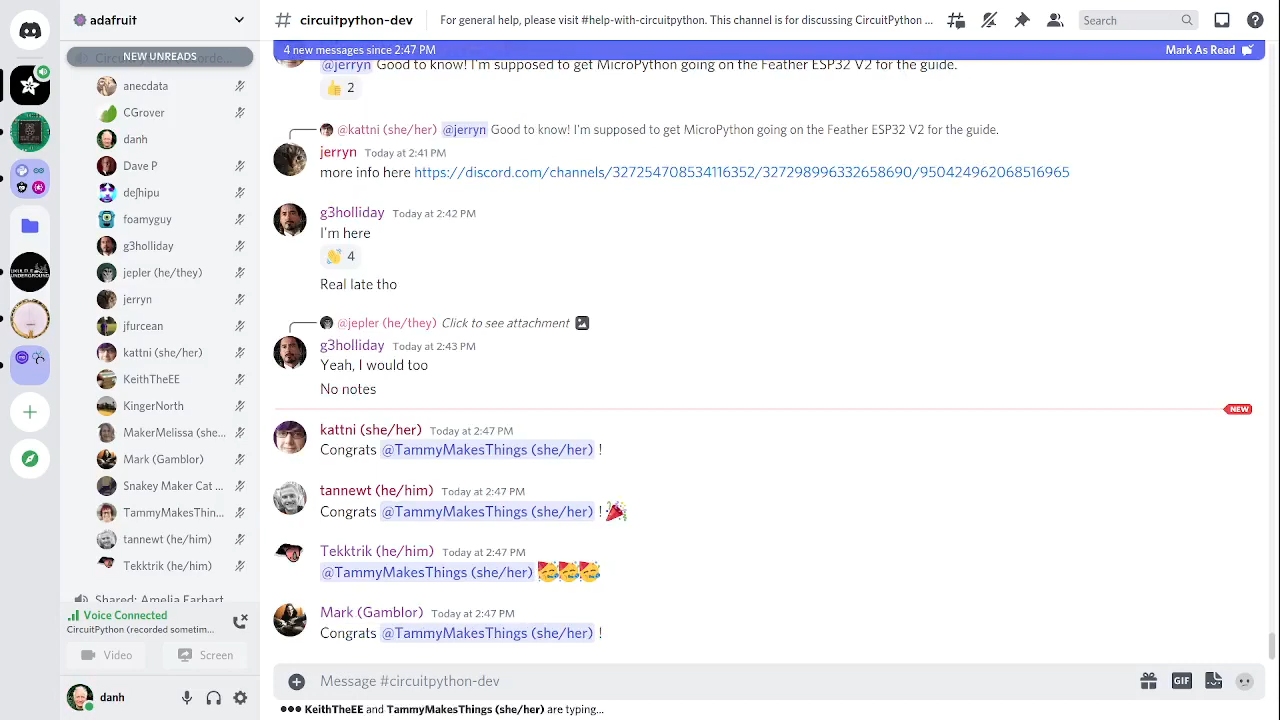 adafruit
NEW UNREADS
anecdata
CGrover
danh
Dave P
deʃhipu
foamyguy
g3holliday
jepler (he/they)
jerryn
jfurcean
kattni (she/her)
KeithTheEE
KingerNorth
MakerMelissa (she...
Mark (Gamblor)
Snakey Maker Cat ...
TammyMakesThin...
tannewt (he/him)
Tekktrik (he/him)
Shared: Amelia Earhart
Voice Connected
CircuitPython (recorded sometim...
Video
Screen
danh
# circuitpython-dev
For general help, please visit #help-with-circuitpython. This channel is for discussing CircuitPython ...
Search
4 new messages since 2:47 PM
Mark As Read
@jerryn Good to know! I'm supposed to get MicroPython going on the Feather ESP32 V2 for the guide.
2
@kattni (she/her) @jerryn Good to know! I'm supposed to get MicroPython going on the Feather ESP32 V2 for the guide.
jerryn Today at 2:41 PM
more info here https://discord.com/channels/327254708534116352/327298996332658690/950424962068516965
g3holliday Today at 2:42 PM
I'm here
4
Real late tho
@jepler (he/they) Click to see attachment
g3holliday Today at 2:43 PM
Yeah, I would too
No notes
NEW
kattni (she/her) Today at 2:47 PM
Congrats @TammyMakesThings (she/her) !
tannewt (he/him) Today at 2:47 PM
Congrats @TammyMakesThings (she/her) ! 🎉
Tekktrik (he/him) Today at 2:47 PM
@TammyMakesThings (she/her) 🥳🥳🥳
Mark (Gamblor) Today at 2:47 PM
Congrats @TammyMakesThings (she/her) !
Message #circuitpython-dev
GIF
KeithTheEE and TammyMakesThings (she/her) are typing...